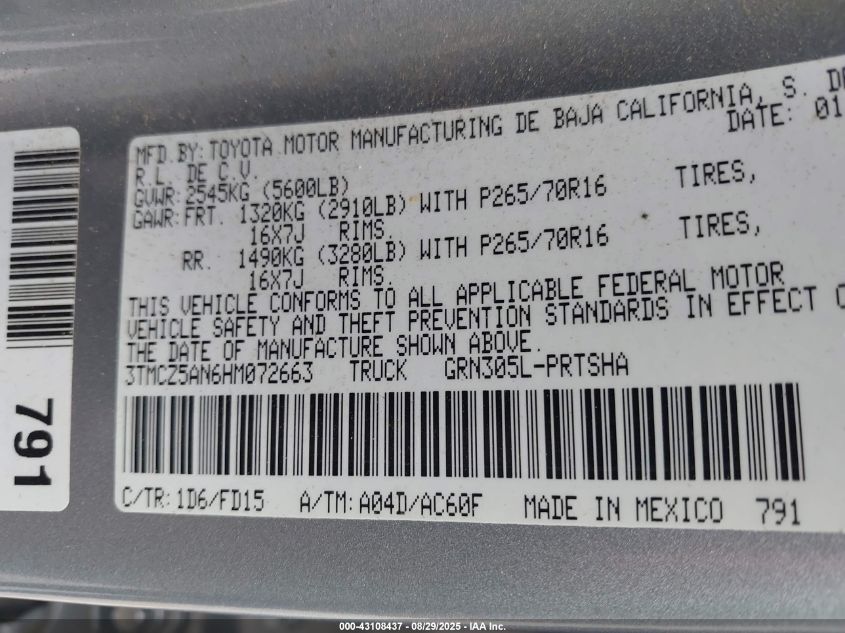 MFD.BY:TOYOTA MOTOR MANUFACTURING DE BAJA CALIFORNIA, S. DE
R.L. DE C.V. DATE: 01
GVWR:2545KG (5600LB)
GAWR:FRT. 1320KG (2910LB) WITH P265/70R16 TIRES,
16X7J RIMS.
RR. 1490KG (3280LB) WITH P265/70R16 TIRES,
16X7J RIMS.
THIS VEHICLE CONFORMS TO ALL APPLICABLE FEDERAL MOTOR
VEHICLE SAFETY AND THEFT PREVENTION STANDARDS IN EFFECT
THE DATE OF MANUFACTURE SHOWN ABOVE.
3TMCZ5AN6HM072663 TRUCK GRN305L-PRTSHA
C/TR:1D6/FD15 A/TM:A04D/AC60F MADE IN MEXICO 791
791
000-43108437 - 08/29/2025 - IAA Inc.